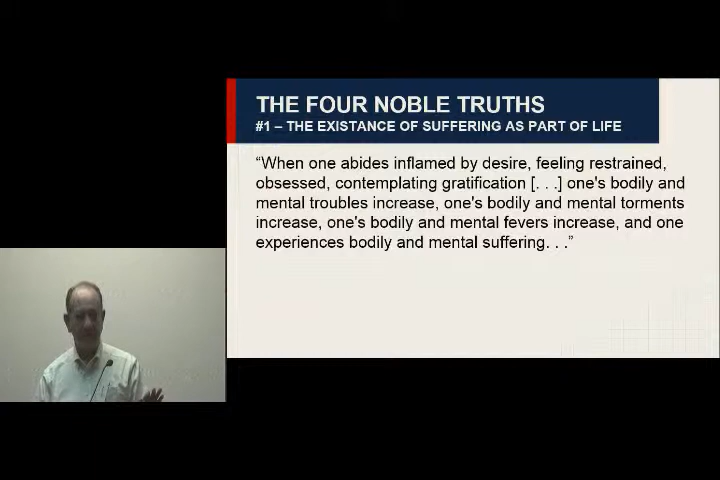 THE FOUR NOBLE TRUTHS
#1 – THE EXISTANCE OF SUFFERING AS PART OF LIFE
“When one abides inflamed by desire, feeling restrained,
obsessed, contemplating gratification [. . .] one's bodily and
mental troubles increase, one's bodily and mental torments
increase, one's bodily and mental fevers increase, and one
experiences bodily and mental suffering. . .”